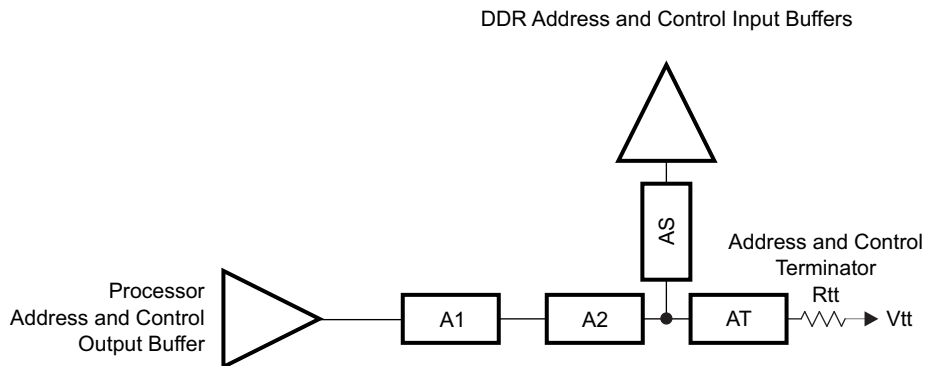 DDR Address and Control Input Buffers
AS
Address and Control
Terminator
Rtt
Processor
Address and Control
Output Buffer
A1
A2
AT
Vtt